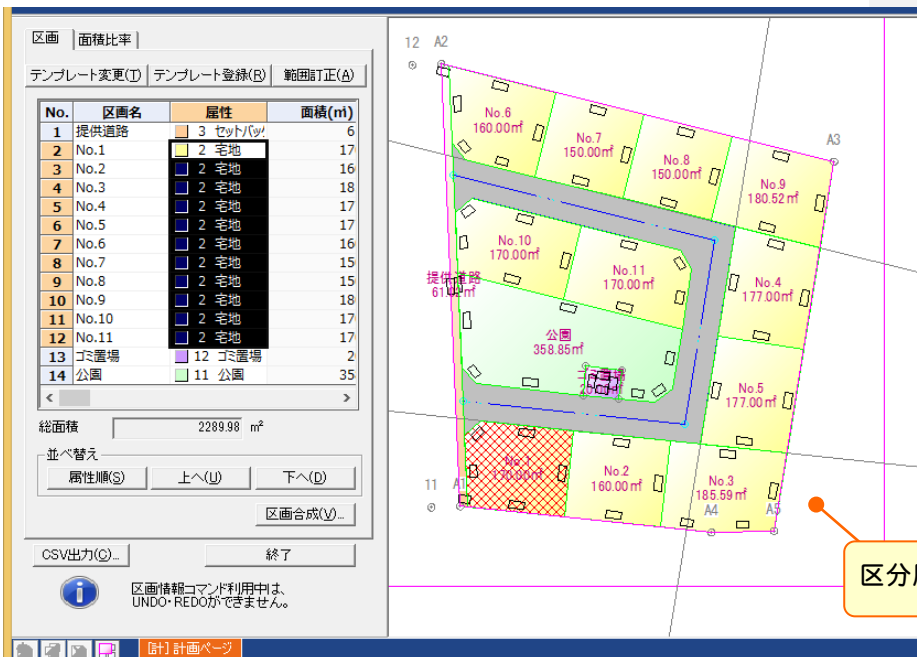 区画 面積比率
テンプレート変更(T) テンプレート登録(R) 範囲訂正(A)
No. 区画名 属性 面積(㎡)
1 提供道路 3 セットバック 6
2 No.1 2 宅地 17
3 No.2 2 宅地 16
4 No.3 2 宅地 18
5 No.4 2 宅地 17
6 No.5 2 宅地 17
7 No.6 2 宅地 16
8 No.7 2 宅地 15
9 No.8 2 宅地 15
10 No.9 2 宅地 18
11 No.10 2 宅地 17
12 No.11 2 宅地 17
13 ゴミ置場 12 ゴミ置場 2
14 公園 11 公園 35
総面積 2289.98 m²
並べ替え
属性順(S) 上へ(U) 下へ(D)
区画合成(V)...
CSV出力(C)... 終了
区画情報コマンド利用中は、
UNDO・REDOができません。
[計]計画ページ
12 A2
A3
No.6
160.00㎡
No.7
150.00㎡
No.8
150.00㎡
No.9
180.52㎡
No.10
170.00㎡
No.11
170.00㎡
No.4
177.00㎡
提供道路
公園
358.85㎡
ゴミ置場
No.5
177.00㎡
No.1
170.00㎡
No.2
160.00㎡
No.3
185.59㎡
11 A1
A4 A5
区分